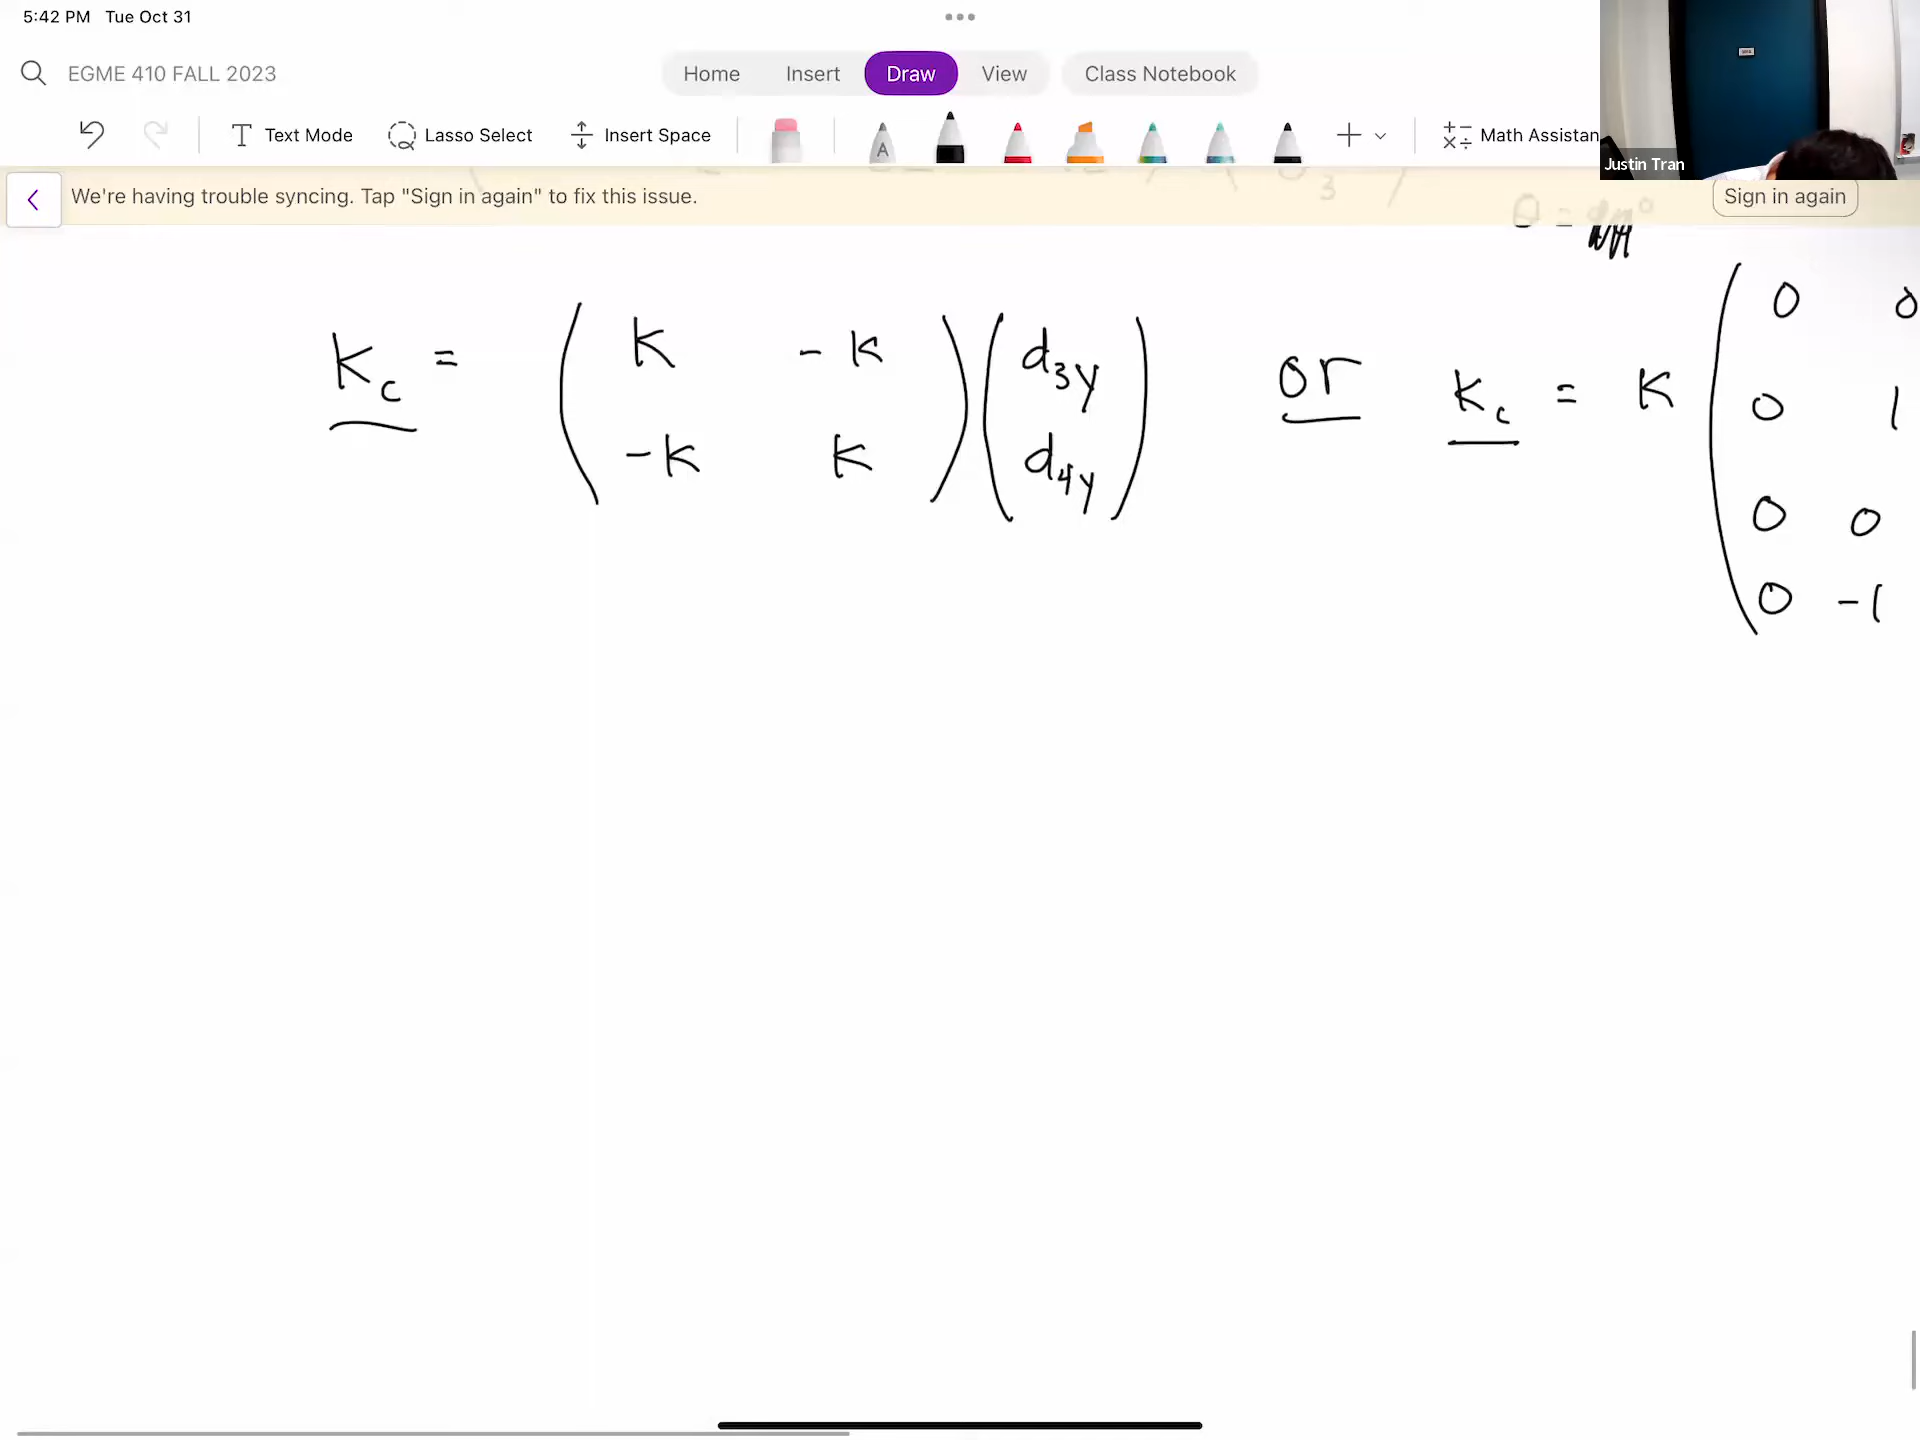 5:42 PM Tue Oct 31
EGME 410 FALL 2023
Home Insert Draw View Class Notebook
Text Mode Lasso Select Insert Space A Math Assistan
Justin Tran
We're having trouble syncing. Tap "Sign in again" to fix this issue. Sign in again
3
θ =
Kc = ( K -K ) ( d3y ) or Kc = K ( 0 0
-K K d4y 0 1
0 0
0 -1